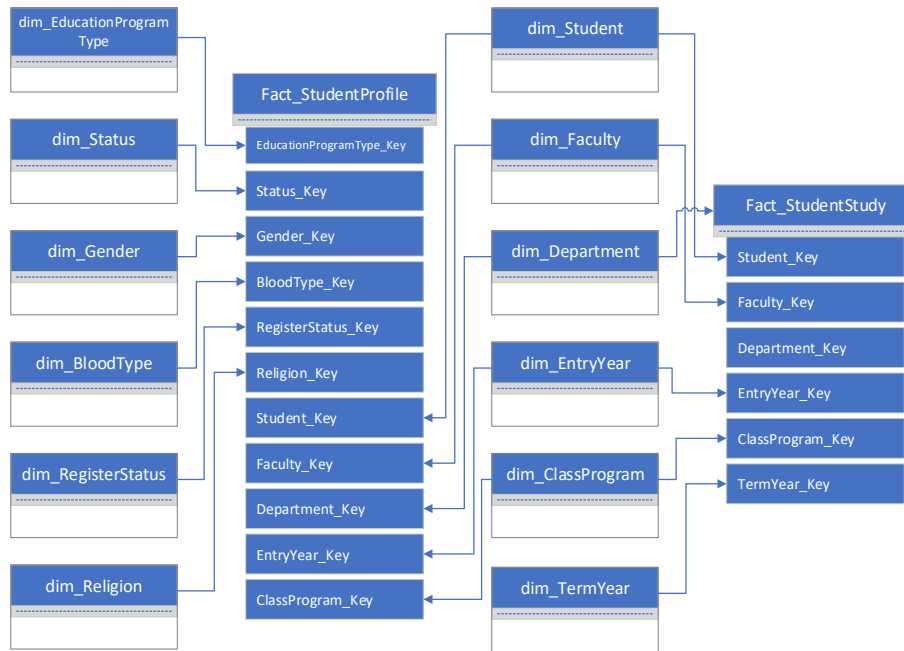 dim_EducationProgram
Type
dim_Status
dim_Gender
dim_BloodType
dim_RegisterStatus
dim_Religion
Fact_StudentProfile
EducationProgramType_Key
Status_Key
Gender_Key
BloodType_Key
RegisterStatus_Key
Religion_Key
Student_Key
Faculty_Key
Department_Key
EntryYear_Key
ClassProgram_Key
dim_Student
dim_Faculty
dim_Department
dim_EntryYear
dim_ClassProgram
dim_TermYear
Fact_StudentStudy
Student_Key
Faculty_Key
Department_Key
EntryYear_Key
ClassProgram_Key
TermYear_Key